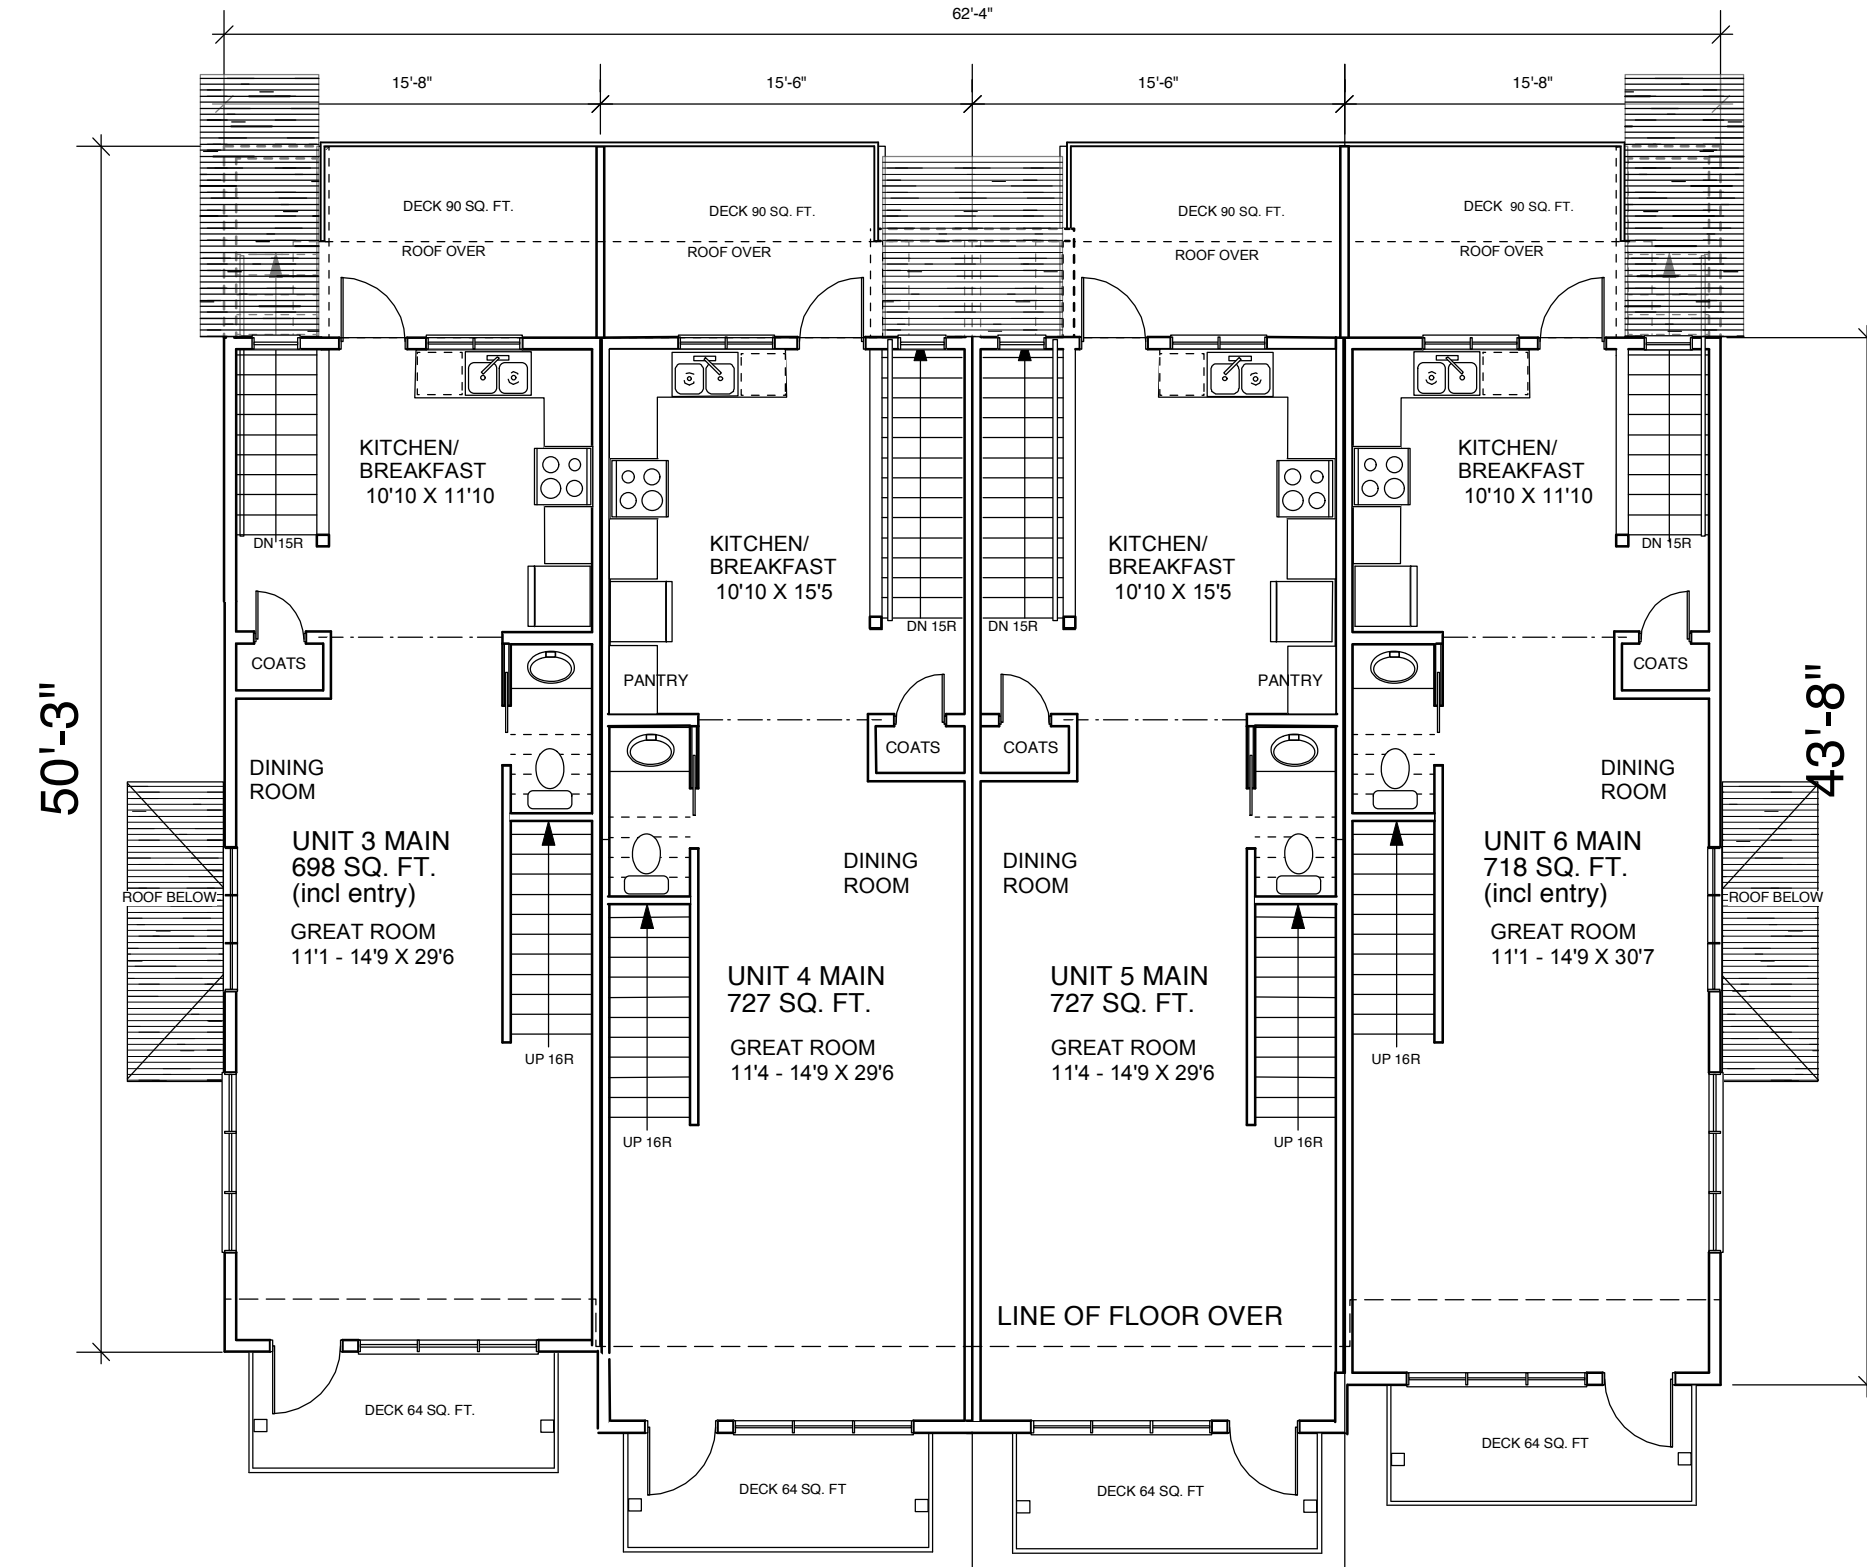 62'-4"
15'-8"
15'-6"
15'-6"
15'-8"
DECK 90 SQ. FT.
DECK 90 SQ. FT.
DECK 90 SQ. FT.
DECK 90 SQ. FT.
ROOF OVER
ROOF OVER
ROOF OVER
ROOF OVER
KITCHEN/
BREAKFAST
10'10 X 11'10
KITCHEN/
BREAKFAST
10'10 X 15'5
KITCHEN/
BREAKFAST
10'10 X 15'5
KITCHEN/
BREAKFAST
10'10 X 11'10
DN 15R
DN 15R
DN 15R
DN 15R
COATS
PANTRY
COATS
COATS
PANTRY
COATS
50'-3"
43'-8"
DINING
ROOM
UNIT 3 MAIN
698 SQ. FT.
(incl entry)
GREAT ROOM
11'1 - 14'9 X 29'6
ROOF BELOW
UP 16R
DINING
ROOM
UNIT 4 MAIN
727 SQ. FT.
GREAT ROOM
11'4 - 14'9 X 29'6
UP 16R
DINING
ROOM
UNIT 5 MAIN
727 SQ. FT.
GREAT ROOM
11'4 - 14'9 X 29'6
UP 16R
DINING
ROOM
UNIT 6 MAIN
718 SQ. FT.
(incl entry)
GREAT ROOM
11'1 - 14'9 X 30'7
ROOF BELOW
UP 16R
LINE OF FLOOR OVER
DECK 64 SQ. FT.
DECK 64 SQ. FT
DECK 64 SQ. FT
DECK 64 SQ. FT